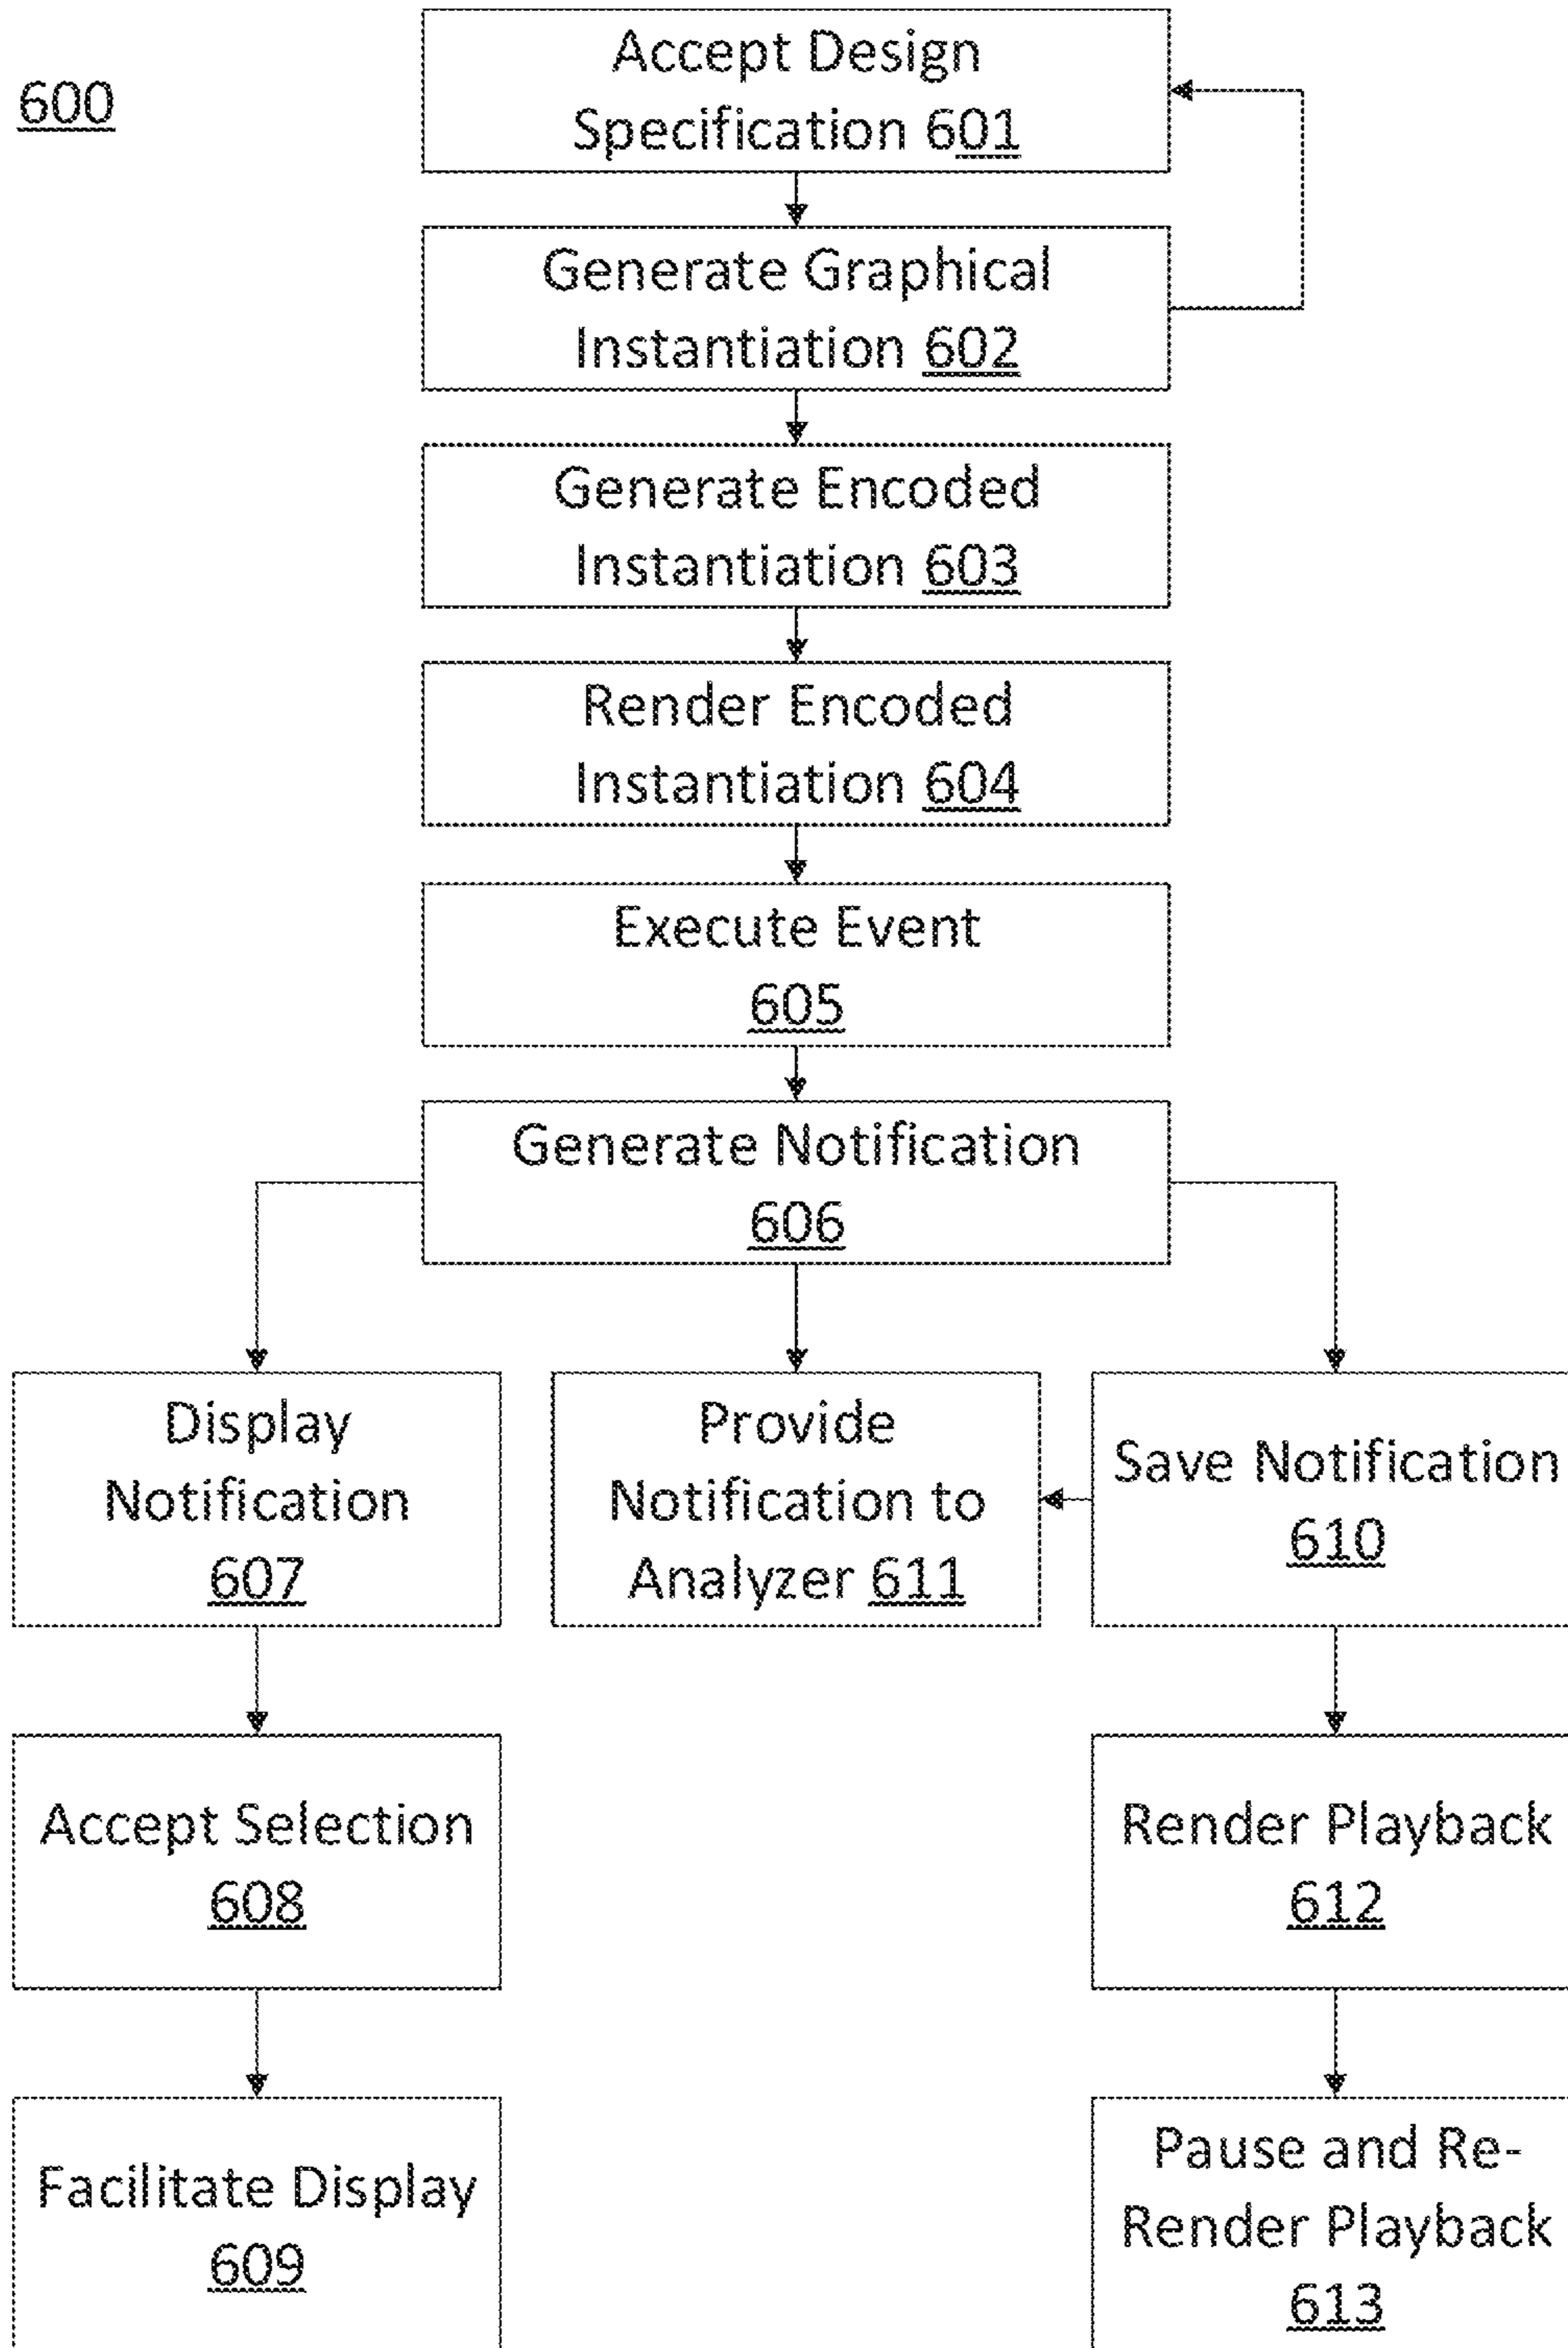 600
Accept Design
Specification 601
Generate Graphical
Instantiation 602
Generate Encoded
Instantiation 603
Render Encoded
Instantiation 604
Execute Event
605
Generate Notification
606
Display
Notification
607
Provide
Notification to
Analyzer 611
Save Notification
610
Accept Selection
608
Render Playback
612
Facilitate Display
609
Pause and Re-
Render Playback
613